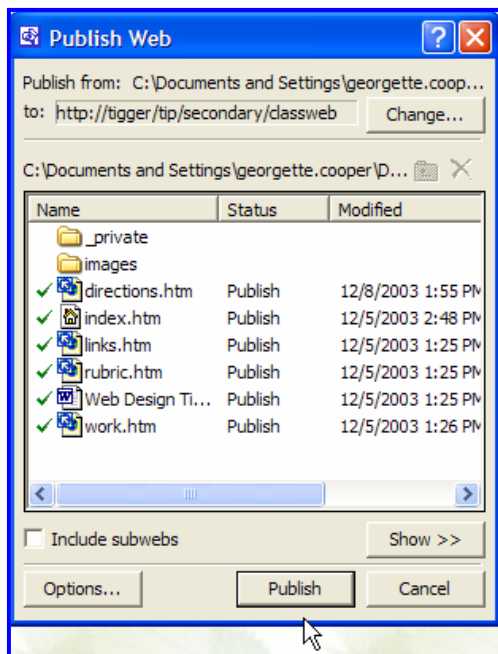 Publish Web
Publish from: C:\Documents and Settings\georgette.coop...
to: http://tigger/tip/secondary/classweb Change...
C:\Documents and Settings\georgette.cooper\D...
Name Status Modified
_private
images
directions.htm Publish 12/8/2003 1:55 PM
index.htm Publish 12/5/2003 2:48 PM
links.htm Publish 12/5/2003 1:25 PM
rubric.htm Publish 12/5/2003 1:25 PM
Web Design Ti... Publish 12/5/2003 1:25 PM
work.htm Publish 12/5/2003 1:26 PM
Include subwebs Show >>
Options... Publish Cancel